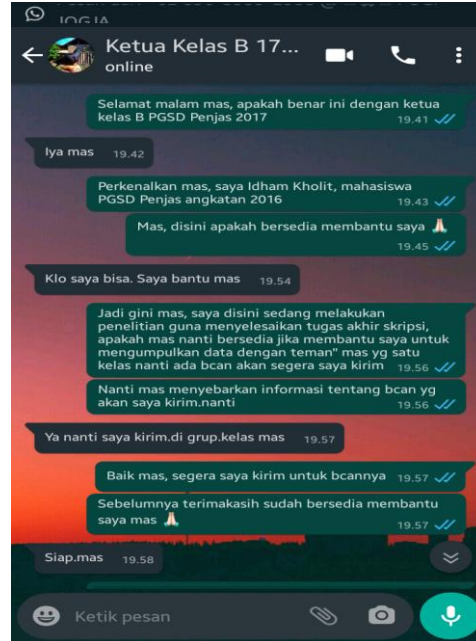 JOGJA
Ketua Kelas B 17...
online
Selamat malam mas, apakah benar ini dengan ketua
kelas B PGSD Penjas 2017
19.41
Iya mas 19.42
Perkenalkan mas, saya Idham Kholit, mahasiswa
PGSD Penjas angkatan 2016
19.43
Mas, disini apakah bersedia membantu saya 🙏🏻
19.45
Klo saya bisa. Saya bantu mas 19.54
Jadi gini mas, saya disini sedang melakukan
penelitian guna menyelesaikan tugas akhir skripsi,
apakah mas nanti bersedia jika membantu saya untuk
mengumpulkan data dengan teman" mas yg satu
kelas nanti ada bcan akan segera saya kirim 19.56
Nanti mas menyebarkan informasi tentang bcan yg
akan saya kirim.nanti 19.56
Ya nanti saya kirim.di grup.kelas mas 19.57
Baik mas, segera saya kirim untuk bcannya 19.57
Sebelumnya terimakasih sudah bersedia membantu
saya mas 🙏🏻 19.57
Siap.mas 19.58
Ketik pesan